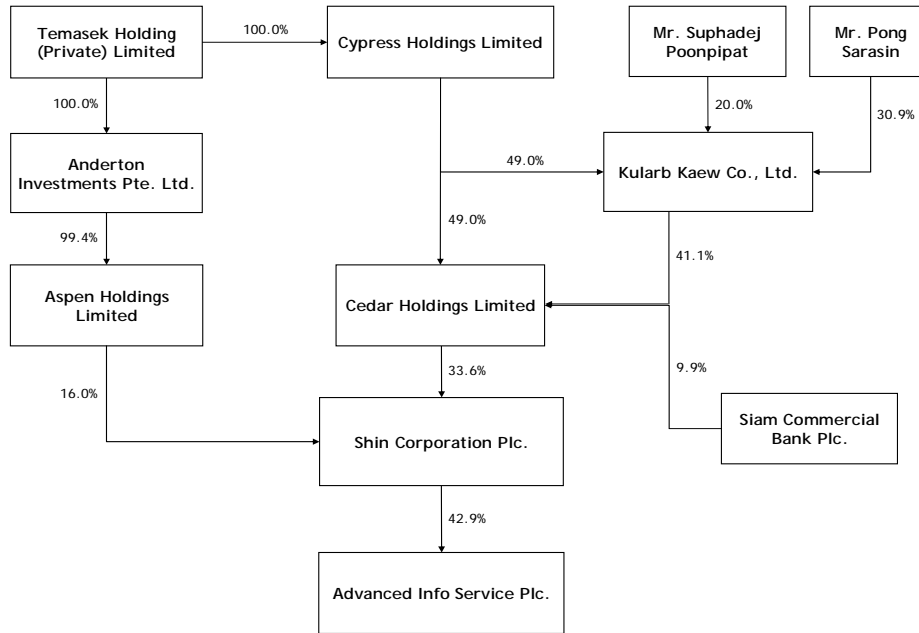 Temasek Holding
(Private) Limited
100.0%
Cypress Holdings Limited
Mr. Suphadej
Poonpipat
Mr. Pong
Sarasin
100.0%
20.0%
30.9%
Anderton
Investments Pte. Ltd.
49.0%
Kularb Kaew Co., Ltd.
99.4%
49.0%
41.1%
Aspen Holdings
Limited
Cedar Holdings Limited
16.0%
33.6%
9.9%
Shin Corporation Plc.
Siam Commercial
Bank Plc.
42.9%
Advanced Info Service Plc.